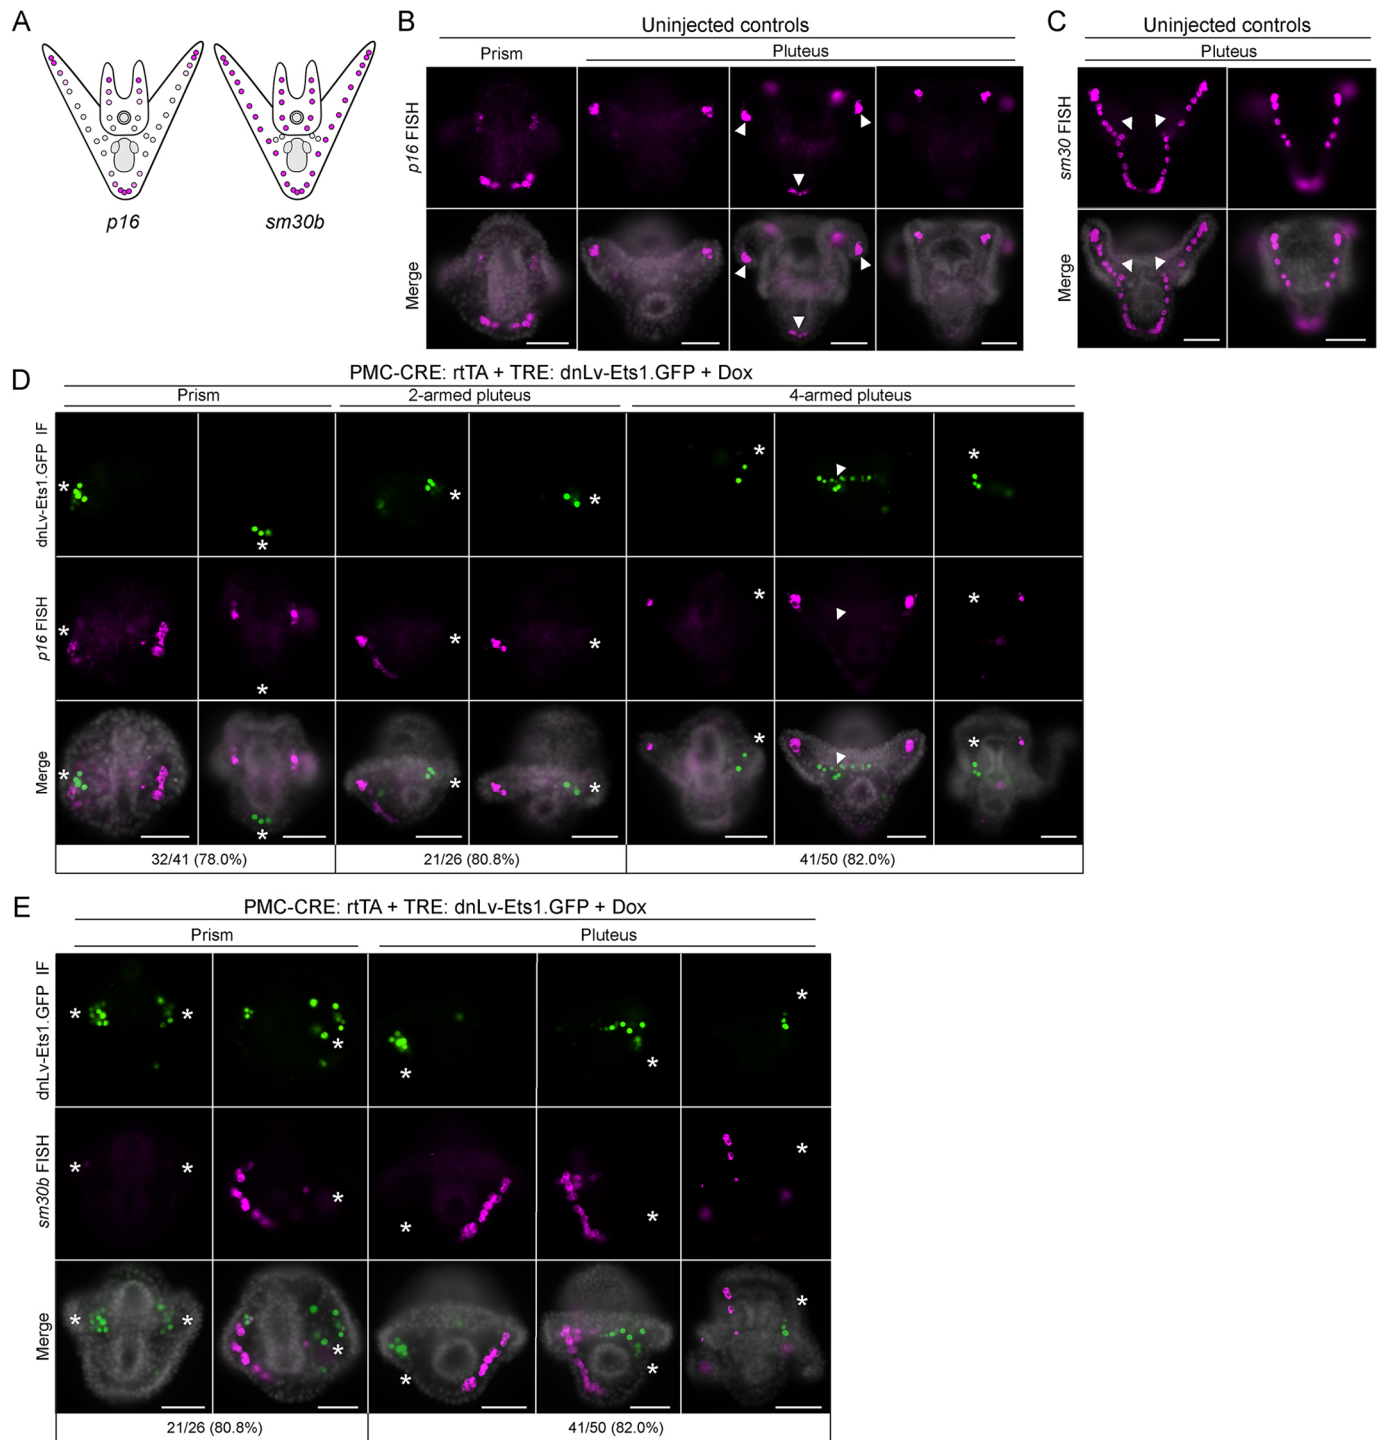 A
p16
sm30b
B
Uninjected controls
Prism
Pluteus
p16 FISH
Merge
C
Uninjected controls
Pluteus
sm30 FISH
Merge
D
PMC-CRE: rtTA + TRE: dnLv-Ets1.GFP + Dox
Prism
2-armed pluteus
4-armed pluteus
dnLv-Ets1.GFP IF
*
*
*
*
*
*
p16 FISH
*
*
*
*
*
*
Merge
*
*
*
*
*
*
32/41 (78.0%)
21/26 (80.8%)
41/50 (82.0%)
E
PMC-CRE: rtTA + TRE: dnLv-Ets1.GFP + Dox
Prism
Pluteus
dnLv-Ets1.GFP IF
*
*
*
*
*
*
sm30b FISH
*
*
*
*
*
*
Merge
*
*
*
*
*
*
21/26 (80.8%)
41/50 (82.0%)